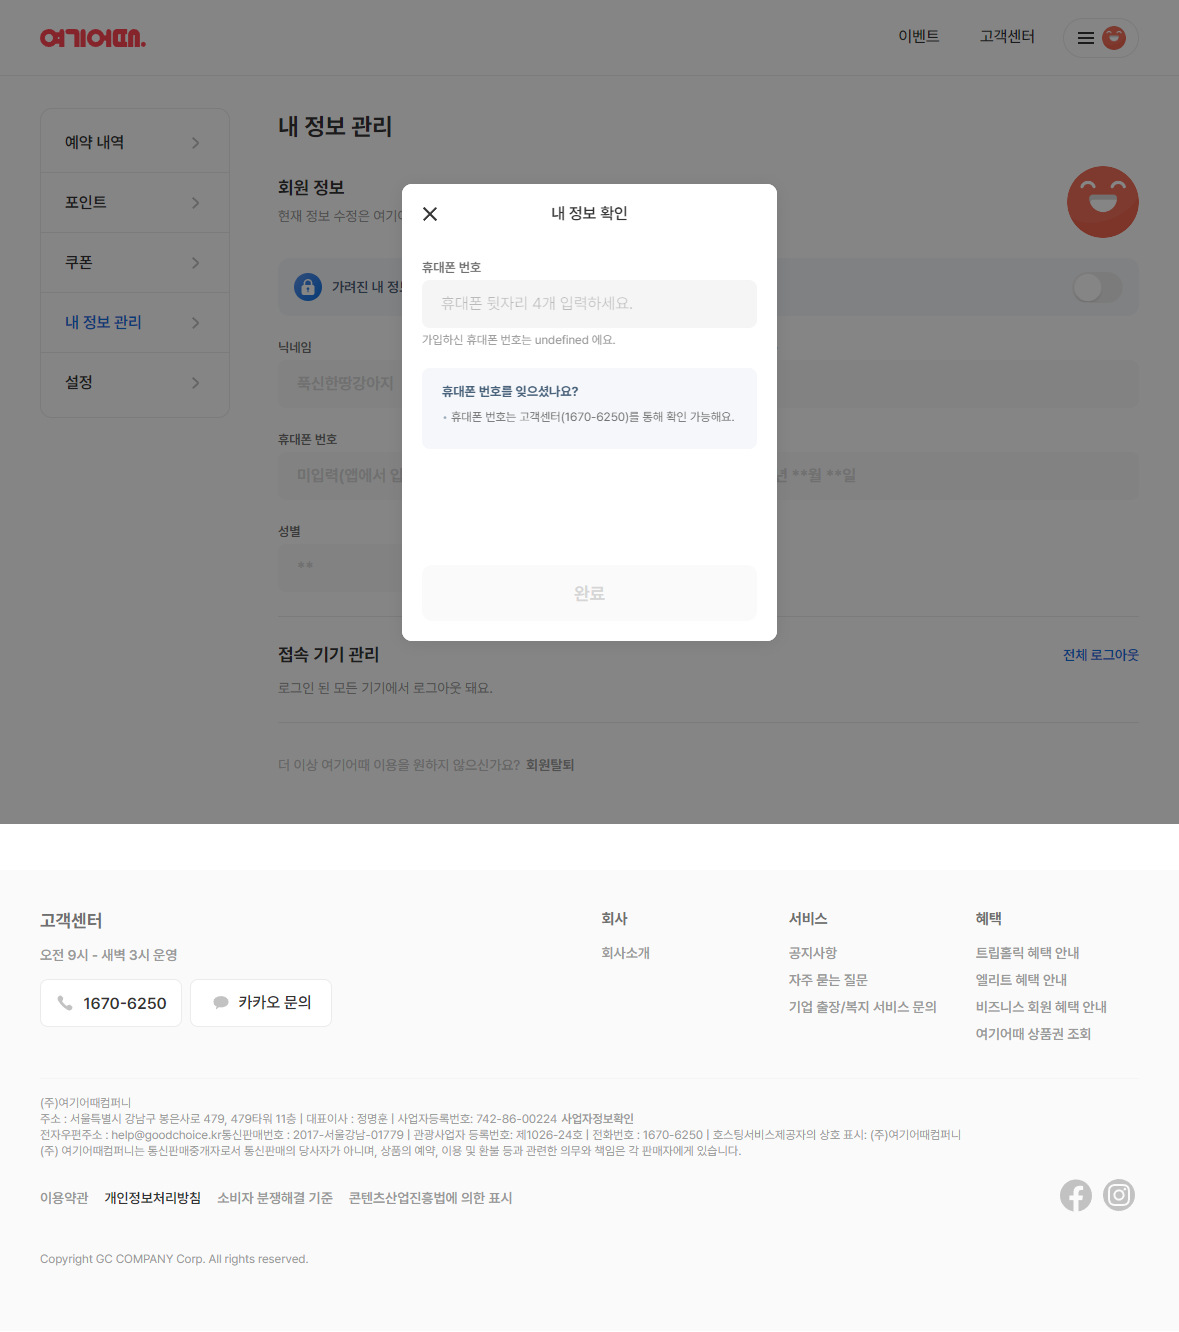 여기어때.
이벤트
고객센터
예약 내역
포인트
쿠폰
내 정보 관리
설정
내 정보 관리
회원 정보
현재 정보 수정은 여기어
가려진 내 정보
닉네임
푹신한땅강아지
휴대폰 번호
미입력(앱에서 입
년 **월 **일
성별
**
내 정보 확인
휴대폰 번호
휴대폰 뒷자리 4개 입력하세요.
가입하신 휴대폰 번호는 undefined 에요.
휴대폰 번호를 잊으셨나요?
• 휴대폰 번호는 고객센터(1670-6250)를 통해 확인 가능해요.
완료
접속 기기 관리
전체 로그아웃
로그인 된 모든 기기에서 로그아웃 돼요.
더 이상 여기어때 이용을 원하지 않으신가요? 회원탈퇴
고객센터
오전 9시 - 새벽 3시 운영
1670-6250
카카오 문의
회사
회사소개
서비스
공지사항
자주 묻는 질문
기업 출장/복지 서비스 문의
혜택
트립홀릭 혜택 안내
엘리트 혜택 안내
비즈니스 회원 혜택 안내
여기어때 상품권 조회
(주)여기어때컴퍼니
주소 : 서울특별시 강남구 봉은사로 479, 479타워 11층 | 대표이사 : 정명훈 | 사업자등록번호: 742-86-00224 사업자정보확인
전자우편주소 : help@goodchoice.kr통신판매번호 : 2017-서울강남-01779 | 관광사업자 등록번호: 제1026-24호 | 전화번호 : 1670-6250 | 호스팅서비스제공자의 상호 표시: (주)여기어때컴퍼니
(주) 여기어때컴퍼니는 통신판매중개자로서 통신판매의 당사자가 아니며, 상품의 예약, 이용 및 환불 등과 관련한 의무와 책임은 각 판매자에게 있습니다.
이용약관
개인정보처리방침
소비자 분쟁해결 기준
콘텐츠산업진흥법에 의한 표시
Copyright GC COMPANY Corp. All rights reserved.